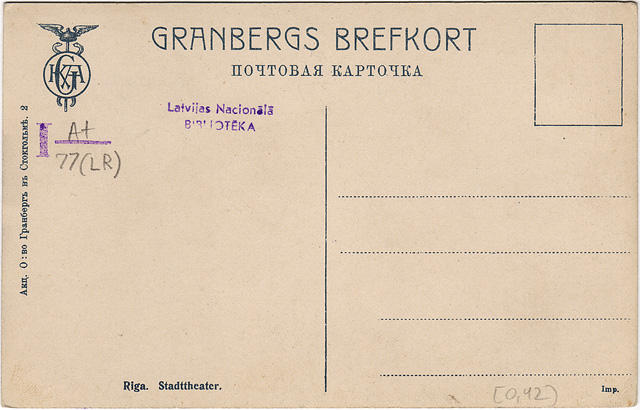 GRANBERGS BREFKORT
ПОЧТОВАЯ КАРТОЧКА
Latvijas Nacionālā
BIBLIOTĒKA
I A+
77(LR)
Акц. О:во Гранбергъ въ Стокгольмѣ. 2
Riga. Stadttheater.
[0,42]
Imp.